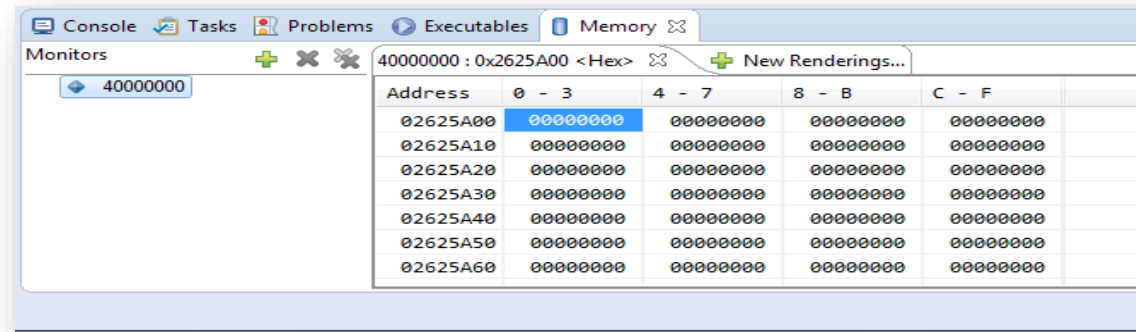 Console Tasks Problems Executables Memory
Monitors
40000000
40000000 : 0x2625A00 <Hex> New Renderings...
Address 0 - 3 4 - 7 8 - B C - F
02625A00 00000000 00000000 00000000 00000000
02625A10 00000000 00000000 00000000 00000000
02625A20 00000000 00000000 00000000 00000000
02625A30 00000000 00000000 00000000 00000000
02625A40 00000000 00000000 00000000 00000000
02625A50 00000000 00000000 00000000 00000000
02625A60 00000000 00000000 00000000 00000000